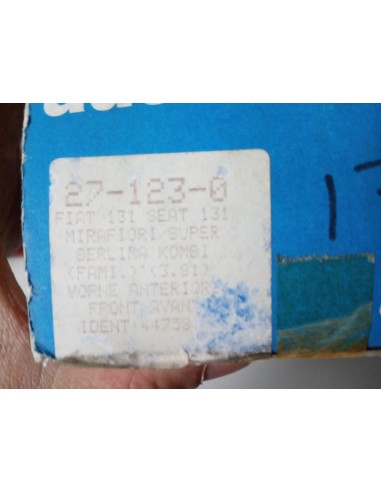 27-123-0
FIAT 131 SEAT 131
MIRAFIORI SUPER
BERLINA KOMBI
(FAMI.) (3.81)
VORNE ANTERIOR
FRONT AVANT
IDENT
17